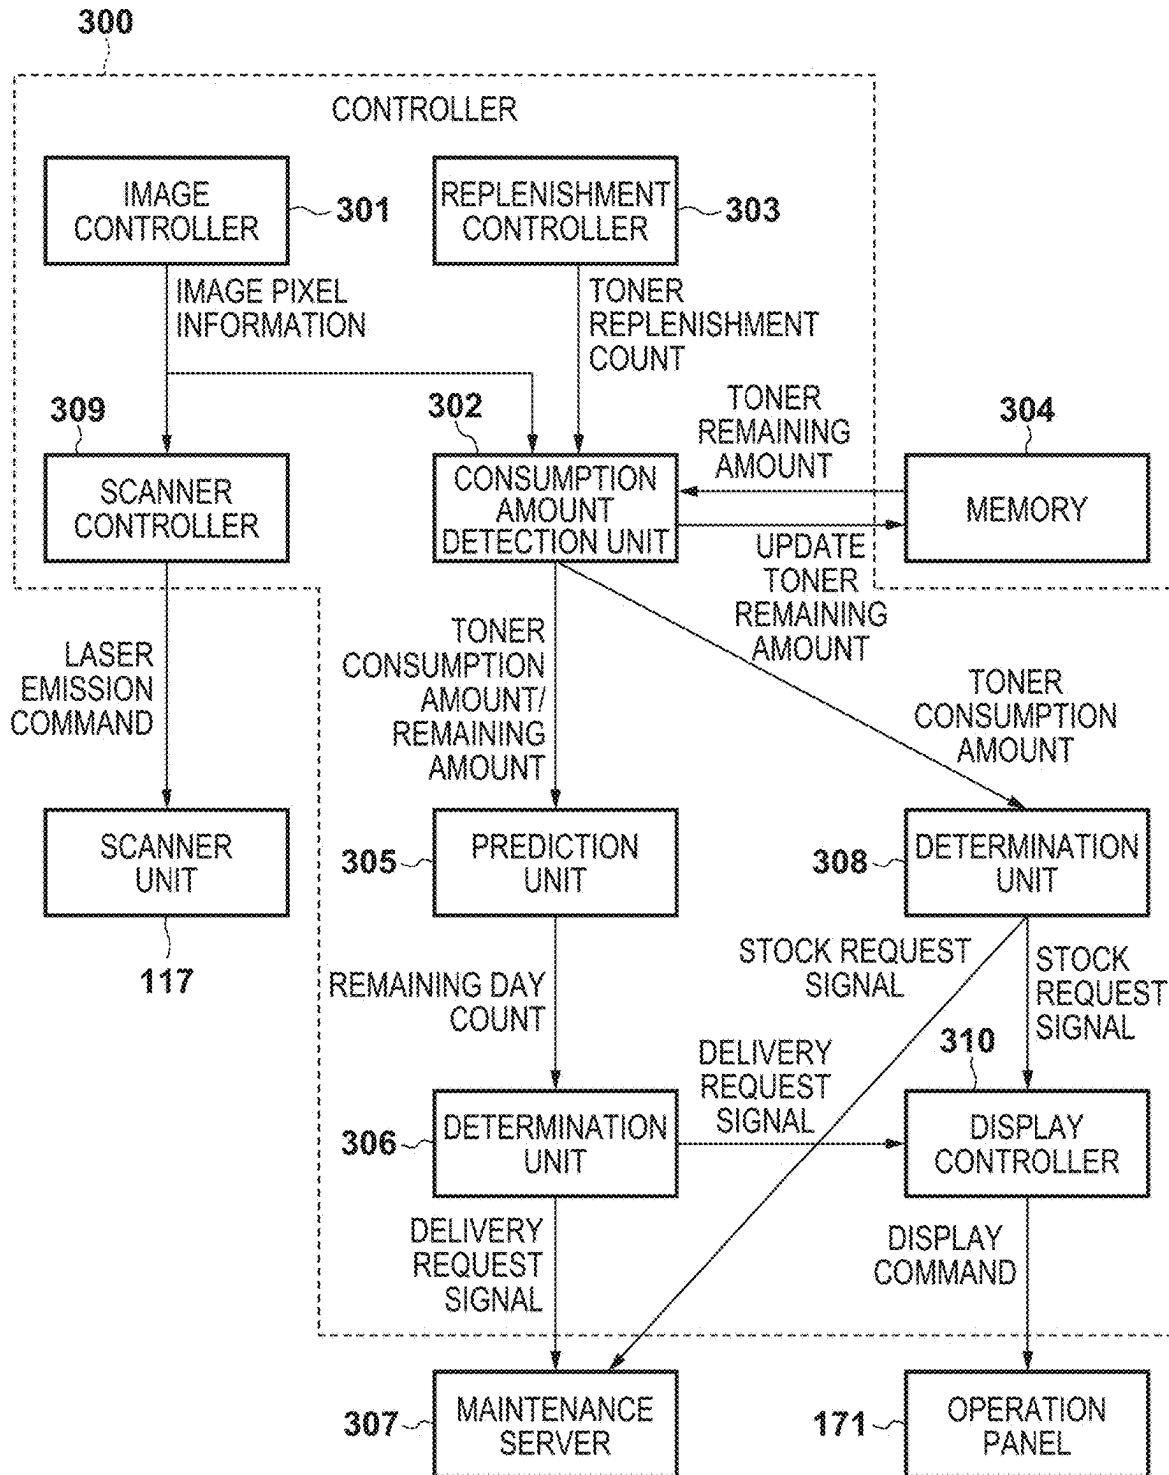 300
CONTROLLER
IMAGE
CONTROLLER
301
REPLENISHMENT
CONTROLLER
303
IMAGE PIXEL
INFORMATION
TONER
REPLENISHMENT
COUNT
309
SCANNER
CONTROLLER
302
CONSUMPTION
AMOUNT
DETECTION UNIT
TONER
REMAINING
AMOUNT
304
MEMORY
UPDATE
TONER
REMAINING
AMOUNT
LASER
EMISSION
COMMAND
TONER
CONSUMPTION
AMOUNT/
REMAINING
AMOUNT
TONER
CONSUMPTION
AMOUNT
SCANNER
UNIT
117
305
PREDICTION
UNIT
308
DETERMINATION
UNIT
REMAINING DAY
COUNT
STOCK REQUEST
SIGNAL
STOCK
REQUEST
SIGNAL
306
DETERMINATION
UNIT
DELIVERY
REQUEST
SIGNAL
310
DISPLAY
CONTROLLER
DELIVERY
REQUEST
SIGNAL
DISPLAY
COMMAND
307
MAINTENANCE
SERVER
171
OPERATION
PANEL